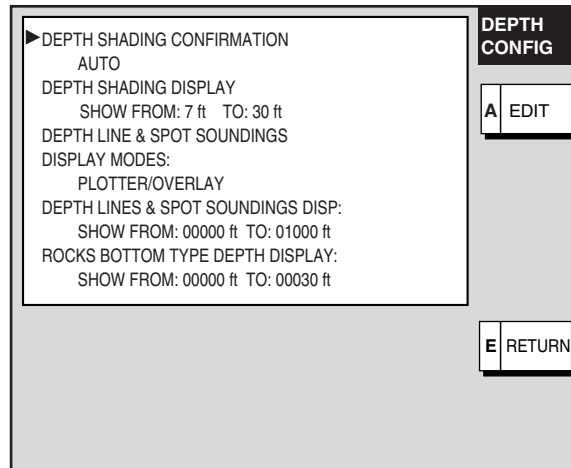 DEPTH SHADING CONFIRMATION
AUTO
DEPTH SHADING DISPLAY
SHOW FROM: 7 ft TO: 30 ft
DEPTH LINE & SPOT SOUNDINGS
DISPLAY MODES:
PLOTTER/OVERLAY
DEPTH LINES & SPOT SOUNDINGS DISP:
SHOW FROM: 00000 ft TO: 01000 ft
ROCKS BOTTOM TYPE DEPTH DISPLAY:
SHOW FROM: 00000 ft TO: 00030 ft
DEPTH
CONFIG
A EDIT
E RETURN